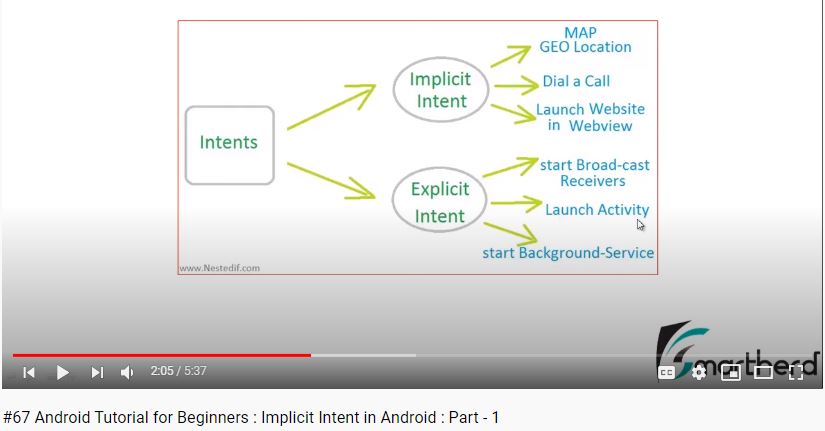 MAP
GEO Location
Implicit
Intent
Dial a Call
Launch Website
in Webview
Intents
start Broad-cast
Receivers
Explicit
Intent
Launch Activity
start Background-Service
www.Nestedif.com
martherd
2:05 / 5:37
CC
#67 Android Tutorial for Beginners : Implicit Intent in Android : Part - 1